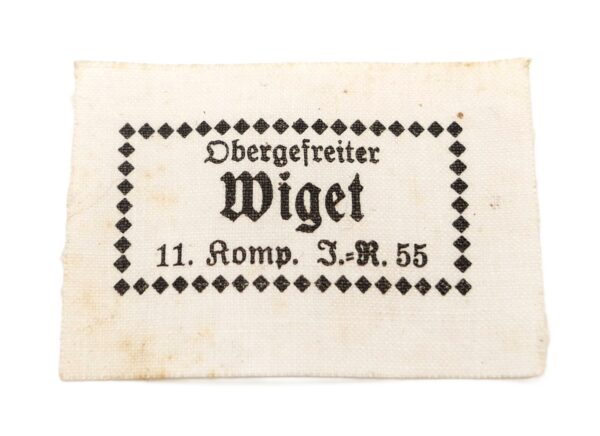 Obergefreiter
Wiget
11. Komp. I.-R. 55